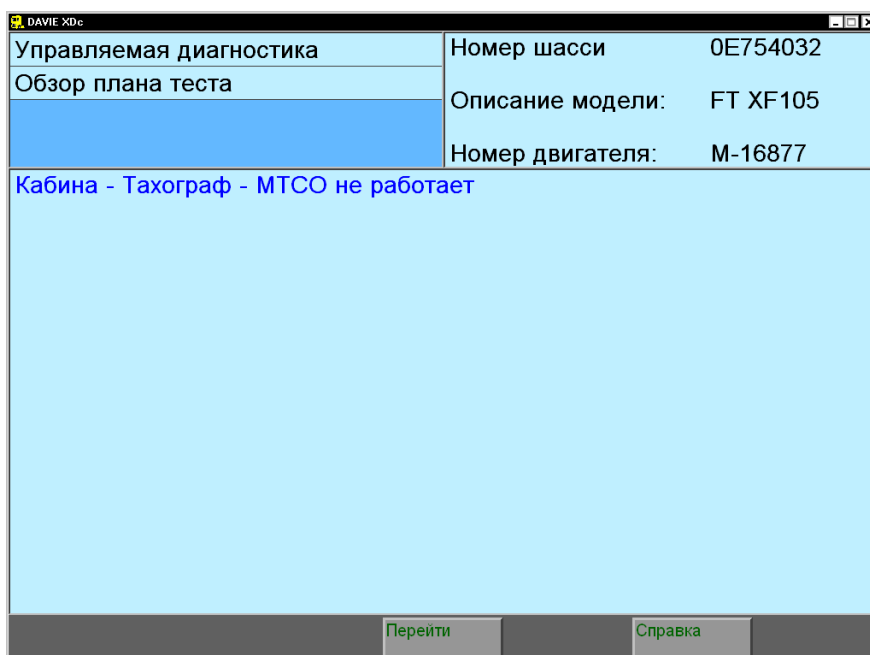 DAVIE XDc
Управляемая диагностика
Обзор плана теста
Номер шасси 0E754032
Описание модели: FT XF105
Номер двигателя: M-16877
Кабина - Тахограф - МТСО не работает
Перейти
Справка